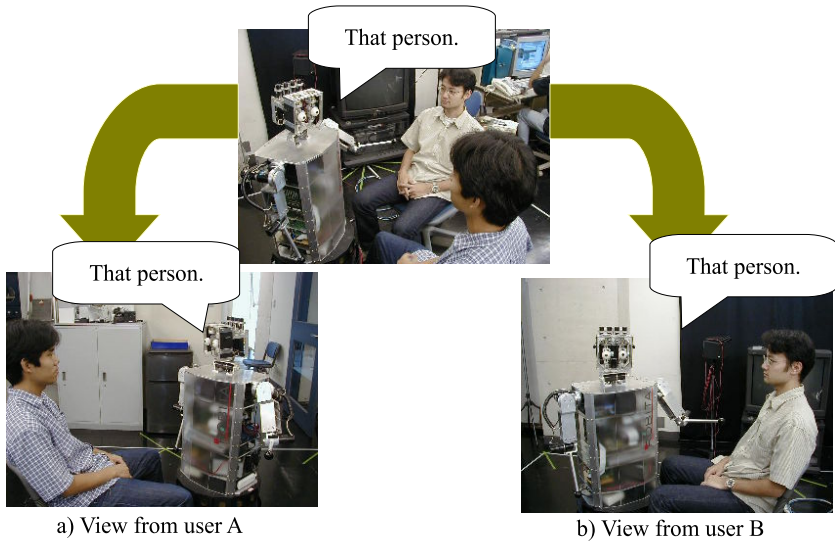 That person.
That person.
That person.
a) View from user A
b) View from user B